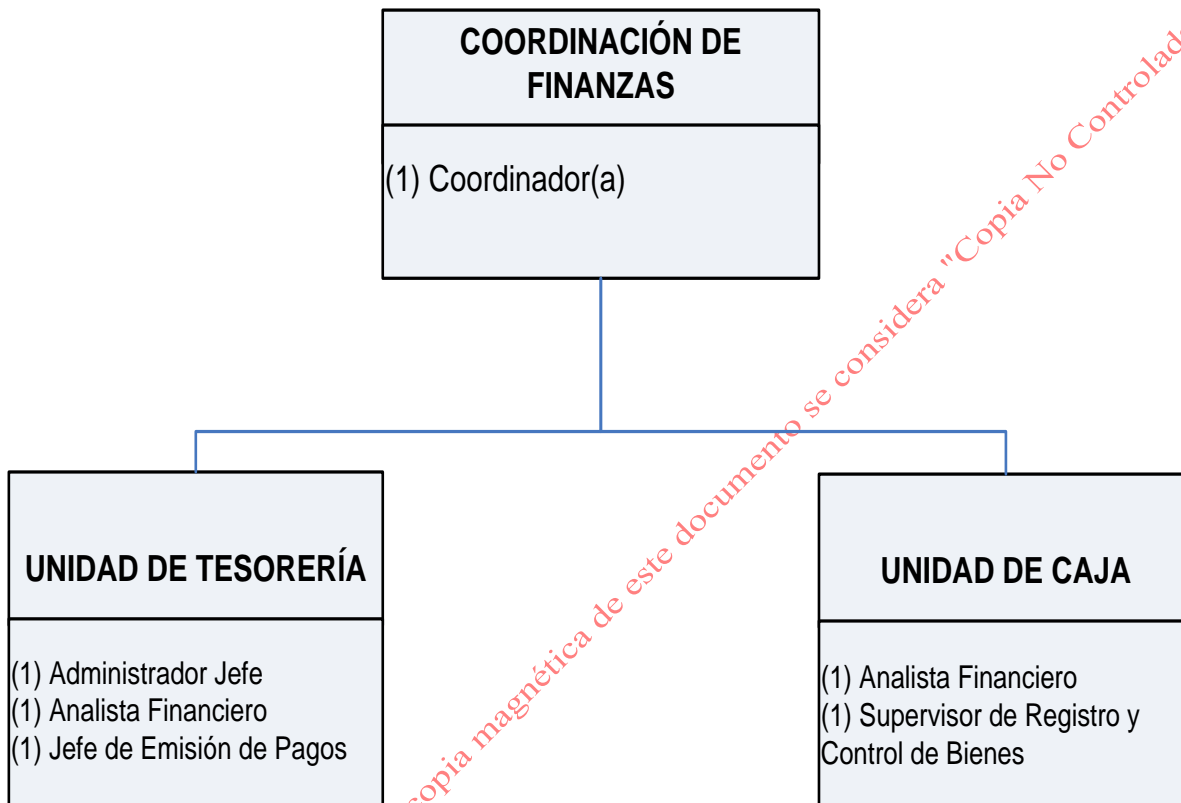 COORDINACIÓN DE
FINANZAS
(1) Coordinador(a)
UNIDAD DE TESORERÍA
(1) Administrador Jefe
(1) Analista Financiero
(1) Jefe de Emisión de Pagos
UNIDAD DE CAJA
(1) Analista Financiero
(1) Supervisor de Registro y
Control de Bienes
copia magnética de este documento se considera "Copia No Controlada